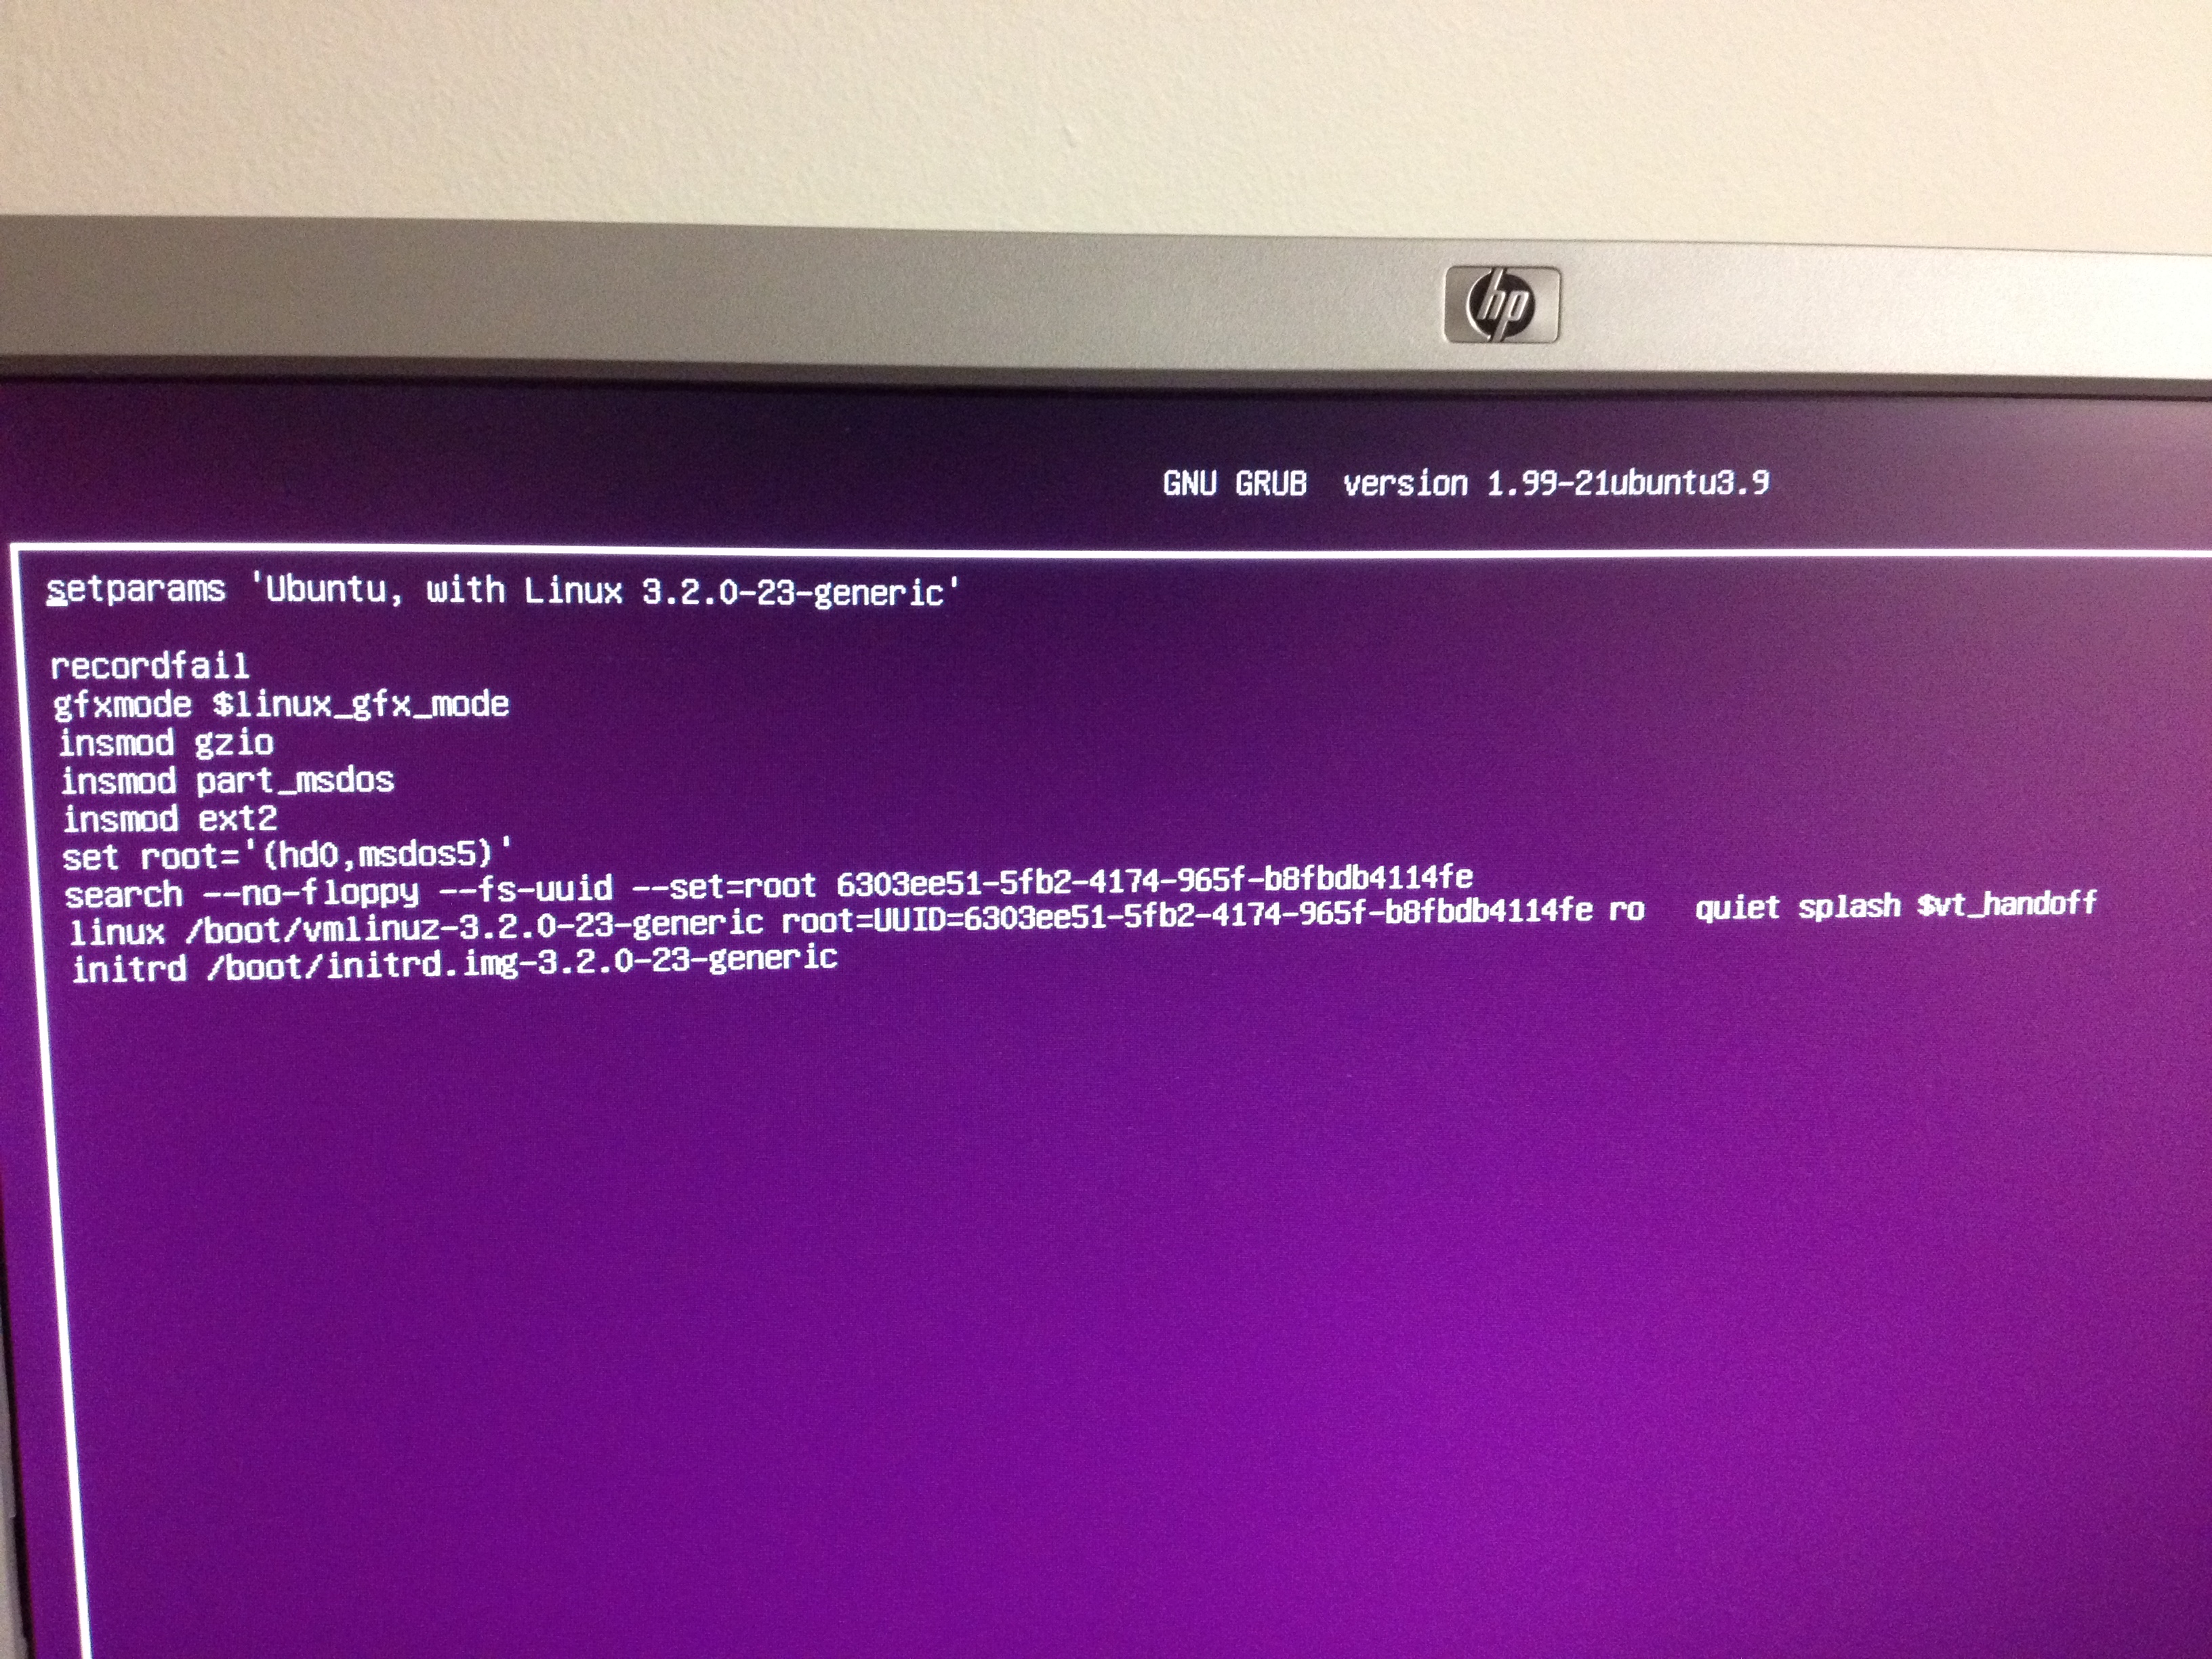 hp
GNU GRUB  version 1.99-21ubuntu3.9
setparams 'Ubuntu, with Linux 3.2.0-23-generic'
recordfail
gfxmode $linux_gfx_mode
insmod gzio
insmod part_msdos
insmod ext2
set root='(hd0,msdos5)'
search --no-floppy --fs-uuid --set=root 6303ee51-5fb2-4174-965f-b8fbdb4114fe
linux /boot/vmlinuz-3.2.0-23-generic root=UUID=6303ee51-5fb2-4174-965f-b8fbdb4114fe ro   quiet splash $vt_handoff
initrd /boot/initrd.img-3.2.0-23-generic